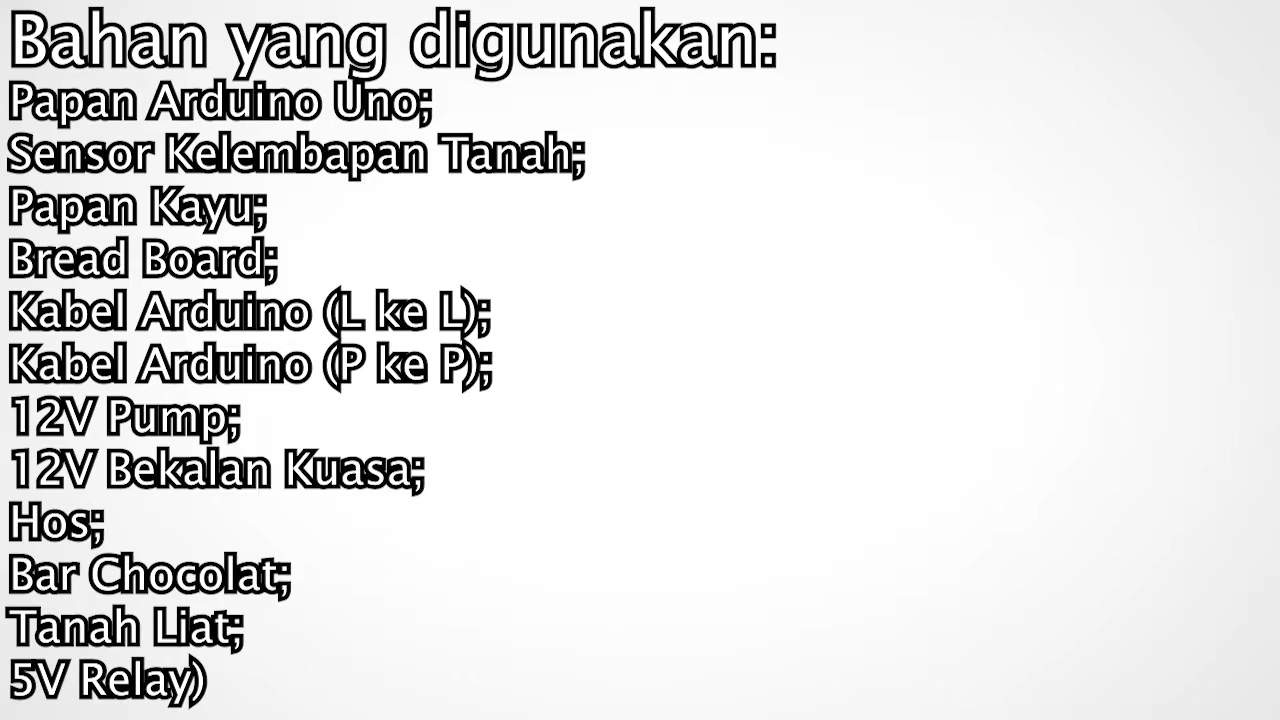 Bahan yang digunakan:
Papan Arduino Uno;
Sensor Kelembapan Tanah;
Papan Kayu;
Bread Board;
Kabel Arduino (L ke L);
Kabel Arduino (P ke P);
12V Pump;
12V Bekalan Kuasa;
Hos;
Bar Chocolat;
Tanah Liat;
5V Relay)